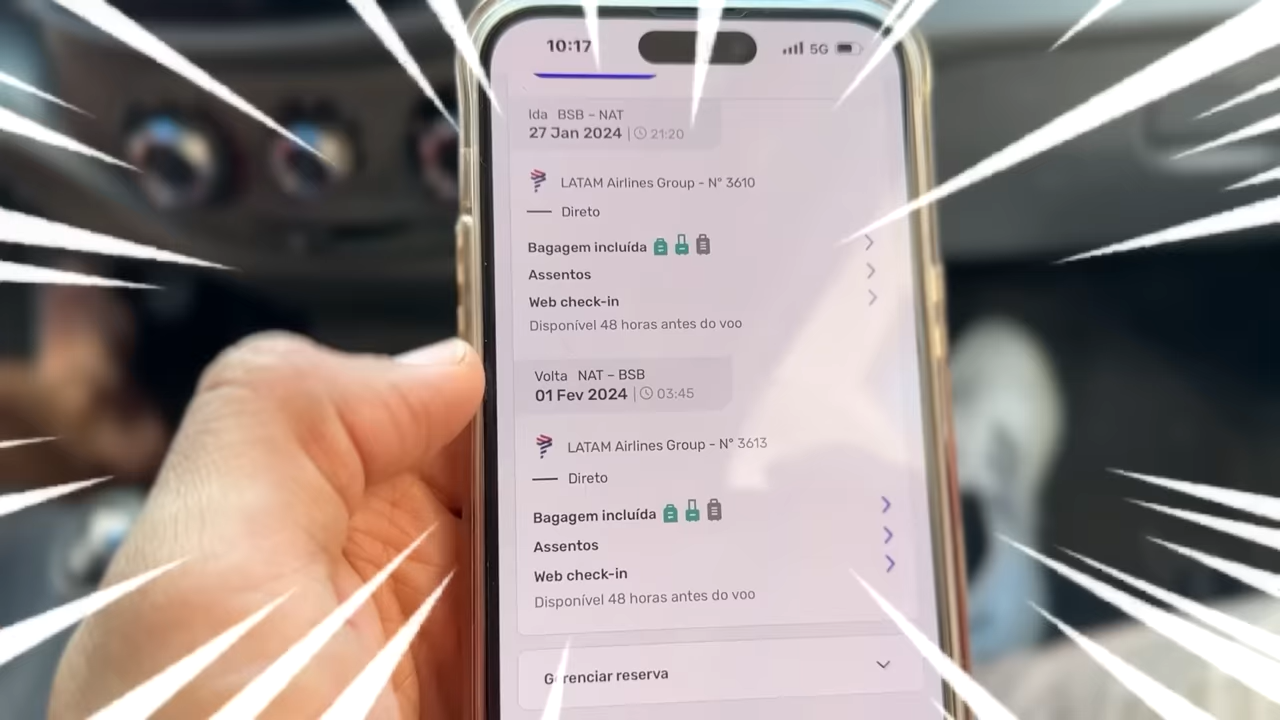 10:17 5G
Ida BSB – NAT
27 Jan 2024 | 21:20
LATAM Airlines Group - N° 3610
Direto
Bagagem incluída
Assentos
Web check-in
Disponível 48 horas antes do voo
Volta NAT – BSB
01 Fev 2024 | 03:45
LATAM Airlines Group - N° 3613
Direto
Bagagem incluída
Assentos
Web check-in
Disponível 48 horas antes do voo
Gerenciar reserva